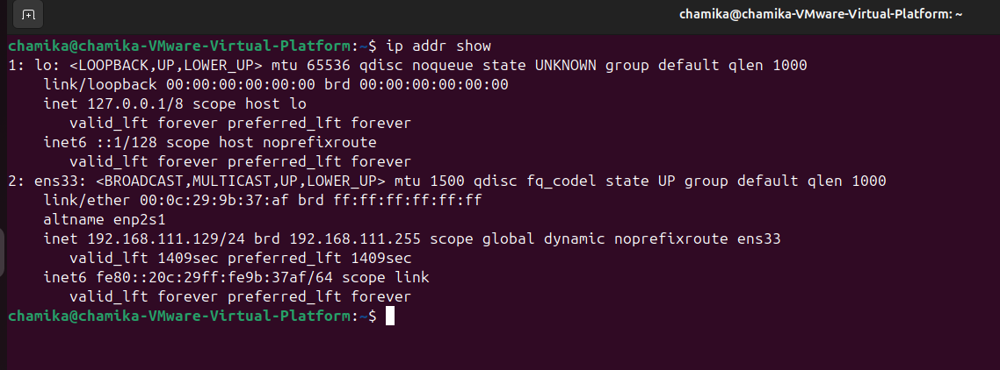 chamika@chamika-VMware-Virtual-Platform: ~
chamika@chamika-VMware-Virtual-Platform:~$ ip addr show
1: lo: <LOOPBACK,UP,LOWER_UP> mtu 65536 qdisc noqueue state UNKNOWN group default qlen 1000
    link/loopback 00:00:00:00:00:00 brd 00:00:00:00:00:00
    inet 127.0.0.1/8 scope host lo
       valid_lft forever preferred_lft forever
    inet6 ::1/128 scope host noprefixroute
       valid_lft forever preferred_lft forever
2: ens33: <BROADCAST,MULTICAST,UP,LOWER_UP> mtu 1500 qdisc fq_codel state UP group default qlen 1000
    link/ether 00:0c:29:9b:37:af brd ff:ff:ff:ff:ff:ff
    altname enp2s1
    inet 192.168.111.129/24 brd 192.168.111.255 scope global dynamic noprefixroute ens33
       valid_lft 1409sec preferred_lft 1409sec
    inet6 fe80::20c:29ff:fe9b:37af/64 scope link
       valid_lft forever preferred_lft forever
chamika@chamika-VMware-Virtual-Platform:~$